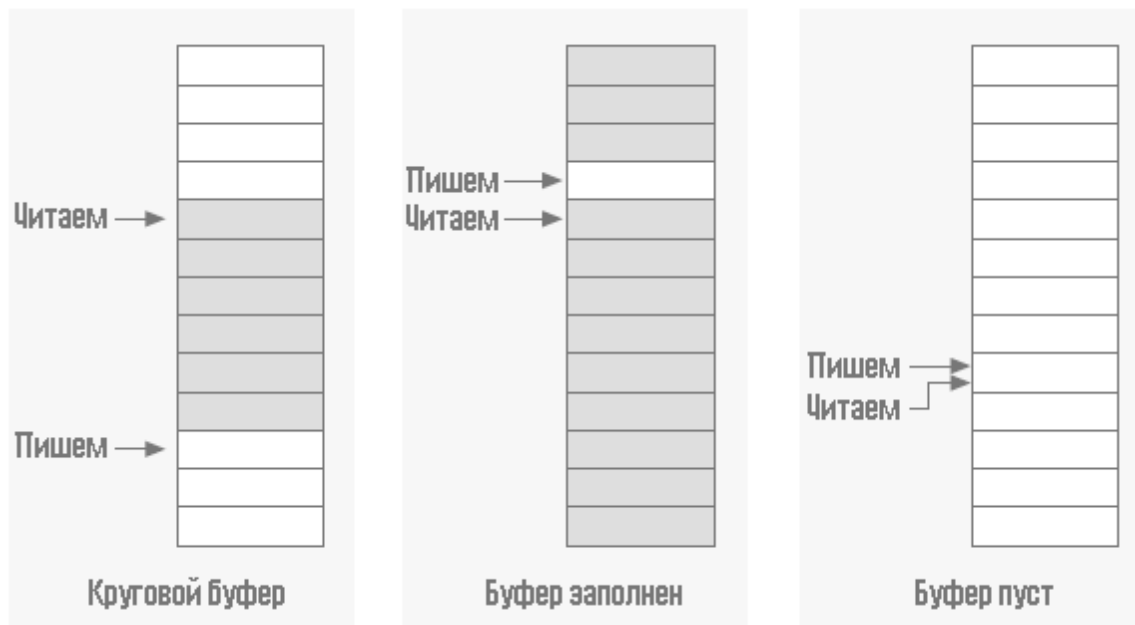 Читаем
Пишем
Круговой буфер
Пишем
Читаем
Буфер заполнен
Пишем
Читаем
Буфер пуст